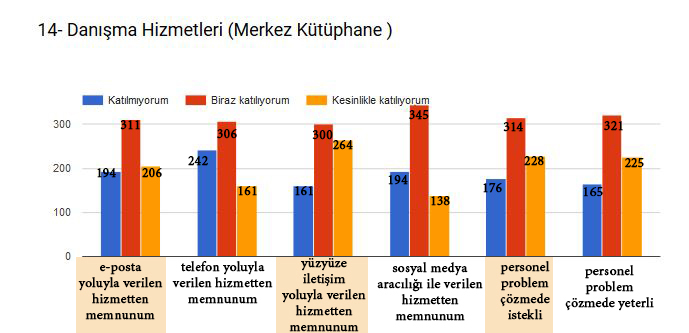 14- Danışma Hizmetleri (Merkez Kütüphane )
Katılmıyorum Biraz katılıyorum Kesinlikle katılıyorum
300
200
100
0
194 311 206
242 306 161
161 300 264
194 345 138
176 314 228
165 321 225
e-posta
yoluyla verilen
hizmetten
memnunum
telefon yoluyla
verilen hizmetten
memnunum
yüzyüze
iletişim
yoluyla verilen
hizmetten
memnunum
sosyal medya
aracılığı ile verilen
hizmetten
memnunum
personel
problem
çözmede
istekli
personel
problem
çözmede yeterli